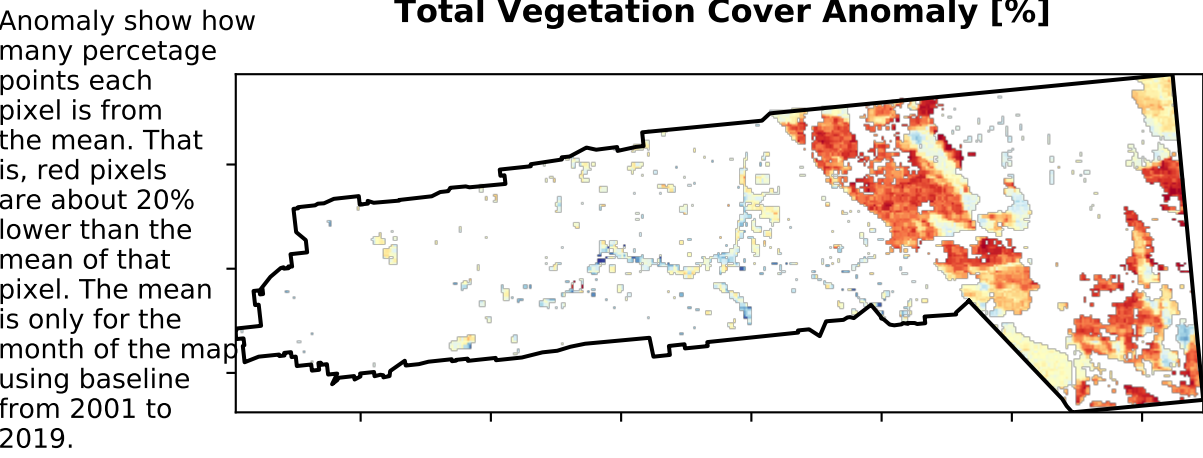 Total Vegetation Cover Anomaly [%]
Anomaly show how
many percetage
points each
pixel is from
the mean. That
is, red pixels
are about 20%
lower than the
mean of that
pixel. The mean
is only for the
month of the map
using baseline
from 2001 to
2019.